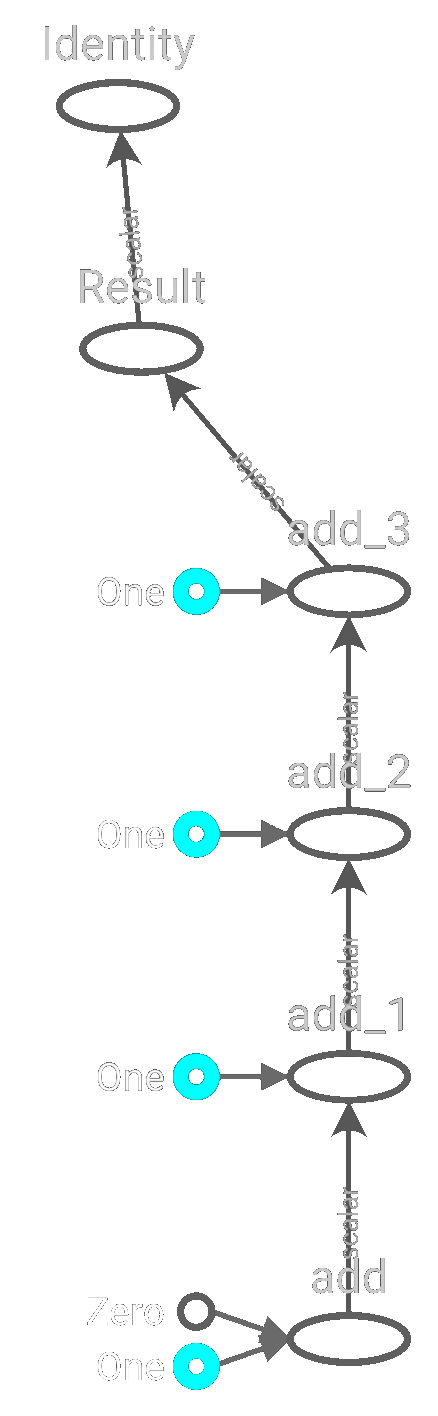 Identity
scalar
Result
scalar
add_3
One
scalar
add_2
One
scalar
add_1
One
scalar
add
Zero
One